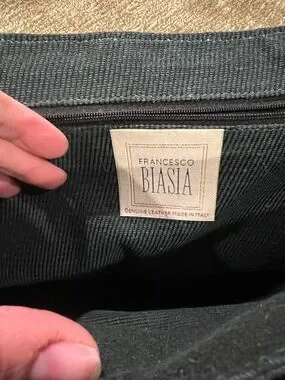 FRANCESCO
BIASIA
GENUINE LEATHER MADE IN ITALY